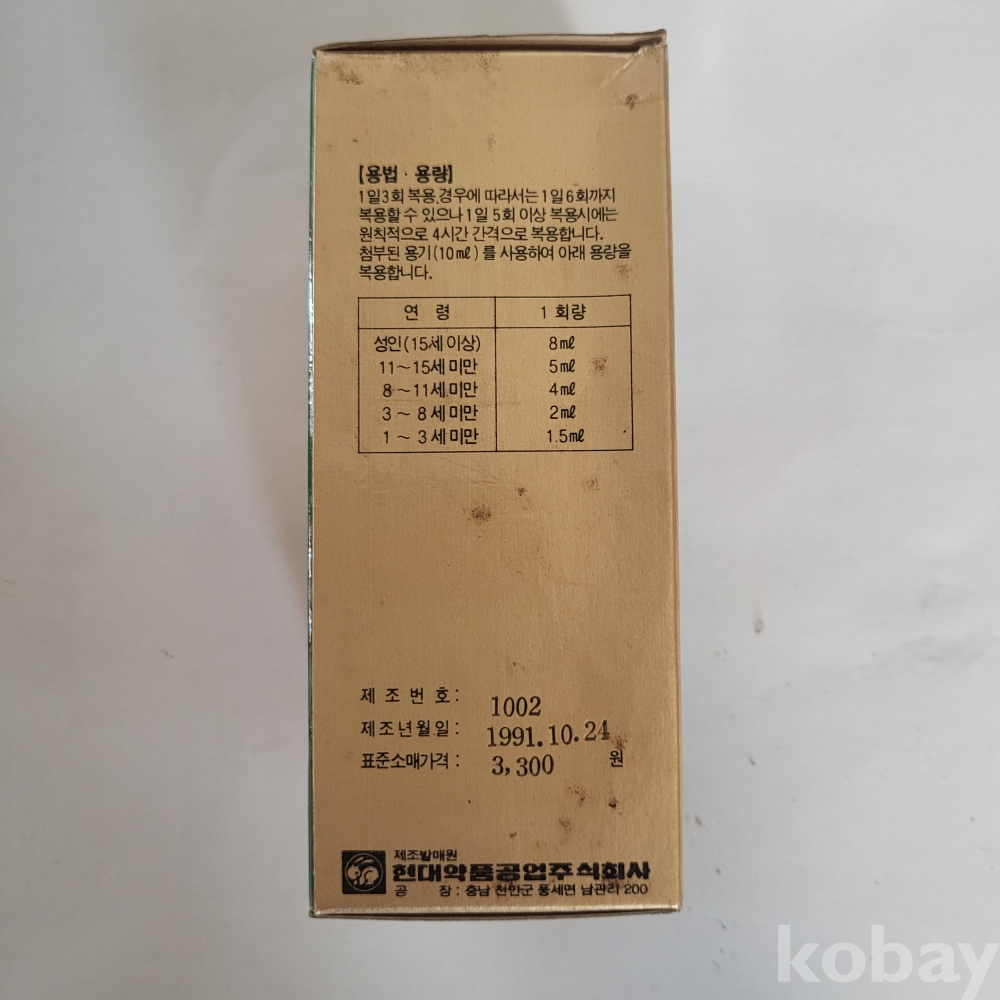 【용법·용량】
1일3회 복용.경우에 따라서는 1일 6회까지
복용할 수 있으나 1일 5회 이상 복용시에는
원칙적으로 4시간 간격으로 복용합니다.
첨부된 용기(10㎖)를 사용하여 아래 용량을
복용합니다.
연 령 1 회량
성인(15세 이상) 8㎖
11~15세 미만 5㎖
8~11세 미만 4㎖
3~8세 미만 2㎖
1~3세 미만 1.5㎖
제 조 번 호: 1002
제조년월일: 1991.10.24
표준소매가격: 3,300 원
제조발매원
현대약품공업주식회사
공 장: 충남 천안군 풍세면 남관리 200
kobay